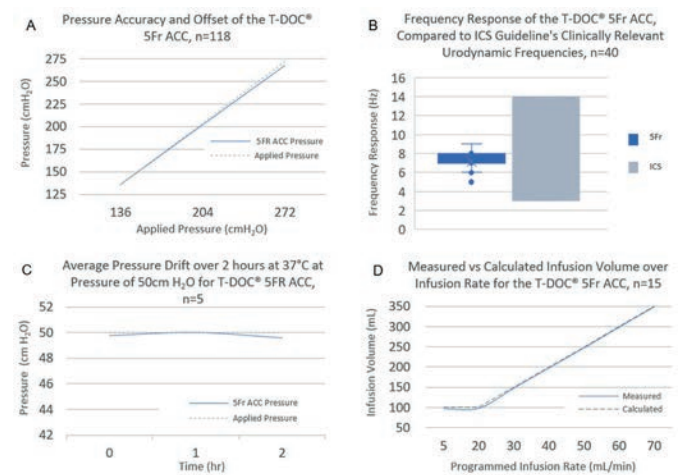 A
Pressure Accuracy and Offset of the T-DOC®
5Fr ACC, n=118
275
250
225
200
175
150
125
Pressure (cmH₂O)
5FR ACC Pressure
Applied Pressure
136
204
272
Applied Pressure (cmH₂O)
B
Frequency Response of the T-DOC® 5Fr ACC,
Compared to ICS Guideline's Clinically Relevant
Urodynamic Frequencies, n=40
16
14
12
10
8
6
4
2
0
Frequency Response (Hz)
5Fr
ICS
C
Average Pressure Drift over 2 hours at 37°C at
Pressure of 50cm H₂O for T-DOC® 5FR ACC,
n=5
52
50
48
46
44
42
Pressure (cm H₂O)
5FR ACC Pressure
Applied Pressure
0
1
2
Time (hr)
D
Measured vs Calculated Infusion Volume over
Infusion Rate for the T-DOC® 5Fr ACC, n=15
350
300
250
200
150
100
50
Infusion Volume (mL)
Measured
Calculated
5
20
30
40
50
60
70
Programmed Infusion Rate (mL/min)